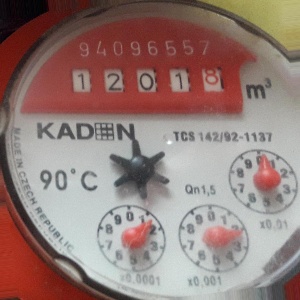 94096557
12018 m³
KADEN
TCS 142/92-1137
90°C
Qn1,5
MADE IN CZECH REPUBLIC
x0,01
x0,0001
x0,001